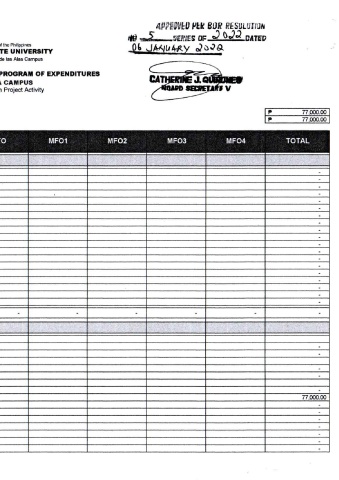 APPROVED PER BOR RESOLUTION
NO 5 SERIES OF 2022 DATED
06 JANUARY 2022
of the Philippines
TE UNIVERSITY
de las Alas Campus
PROGRAM OF EXPENDITURES
CAMPUS
Project Activity
CATHERINE J.
BOARD SECRETARY V
₱ 77,000.00
₱ 77,000.00
O MFO1 MFO2 MFO3 MFO4 TOTAL
- - - - - -
77,000.00